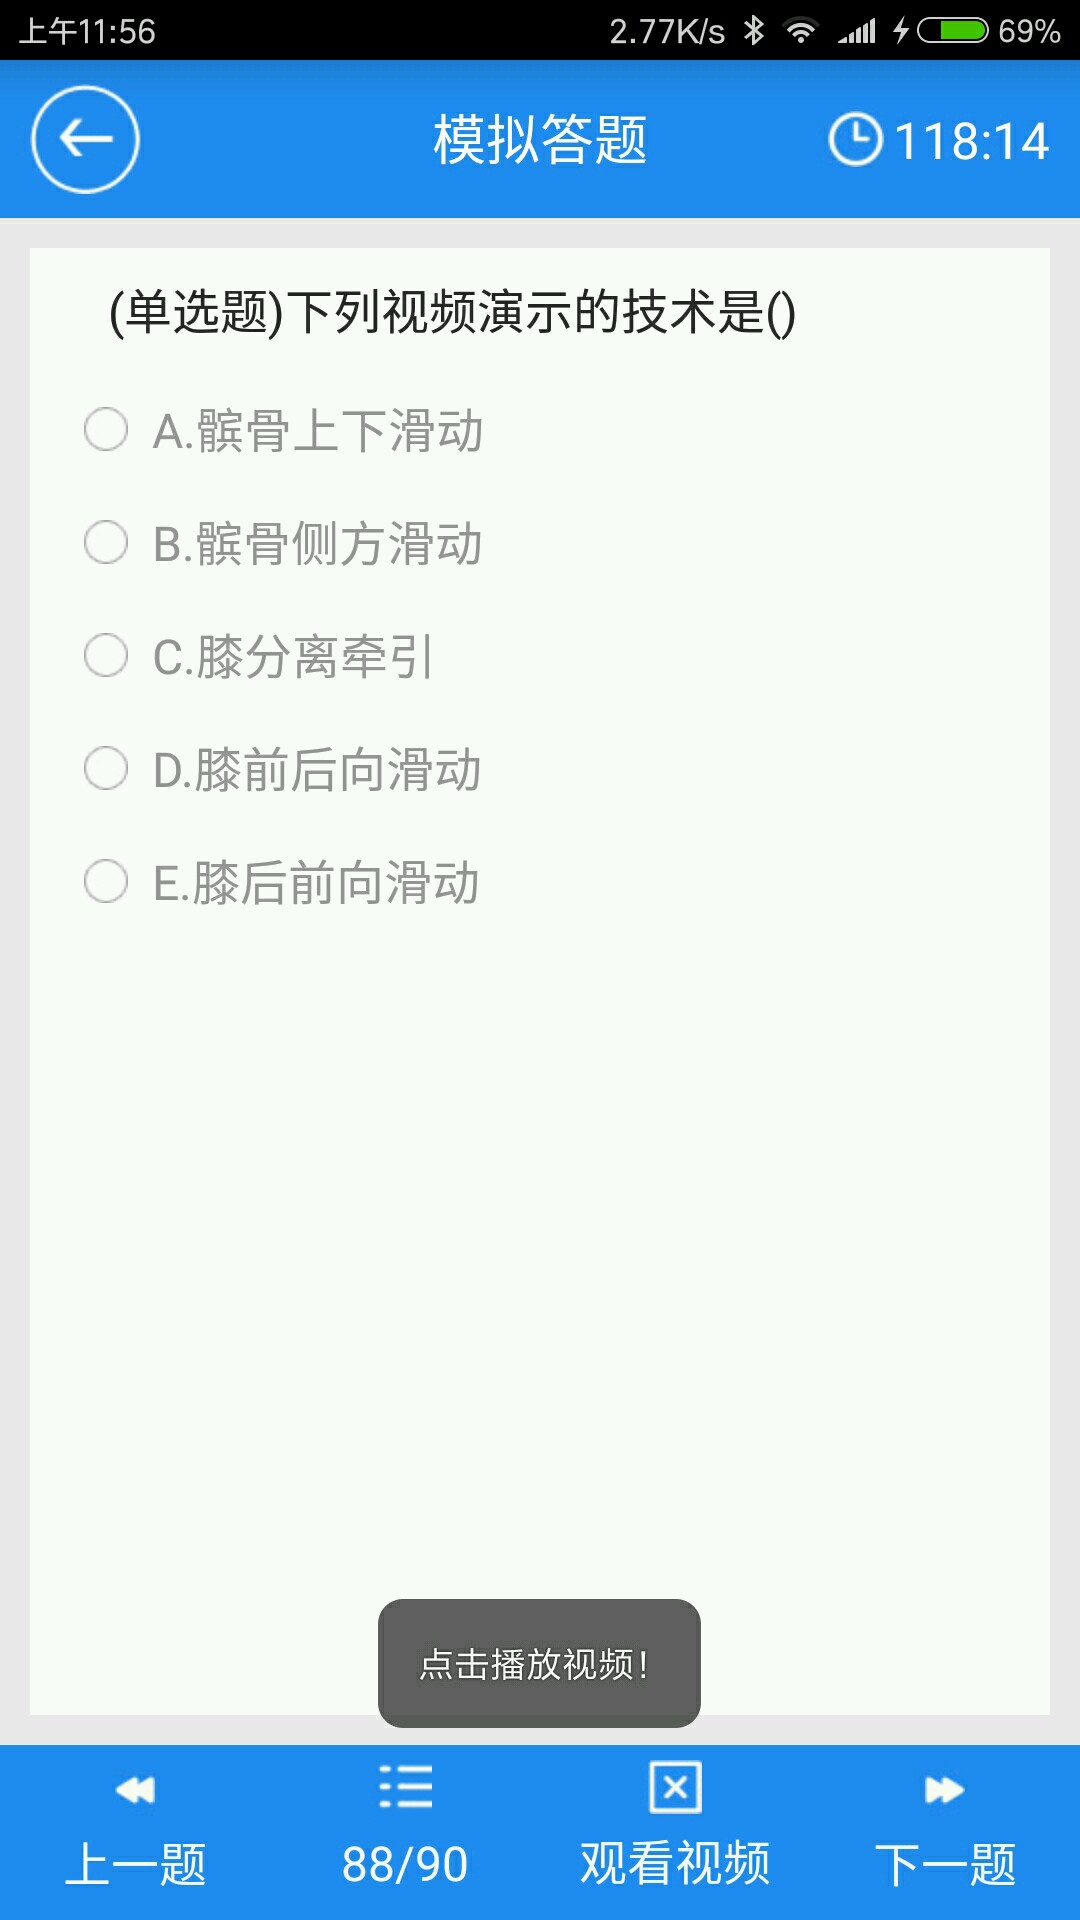 上午11:56 2.77K/s 69%
模拟答题 118:14
(单选题)下列视频演示的技术是()
A.髌骨上下滑动
B.髌骨侧方滑动
C.膝分离牵引
D.膝前后向滑动
E.膝后前向滑动
点击播放视频!
上一题 88/90 观看视频 下一题